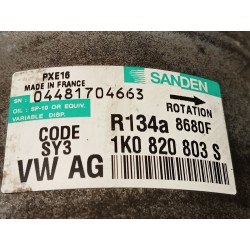 PXE16
MADE IN FRANCE
SANDEN
SN : 04481704663
OIL : SP-10 OR EQUIV.
VARIABLE DISP.
ROTATION
CODE
SY3
R134a 8680F
VW AG
1K0 820 803 S